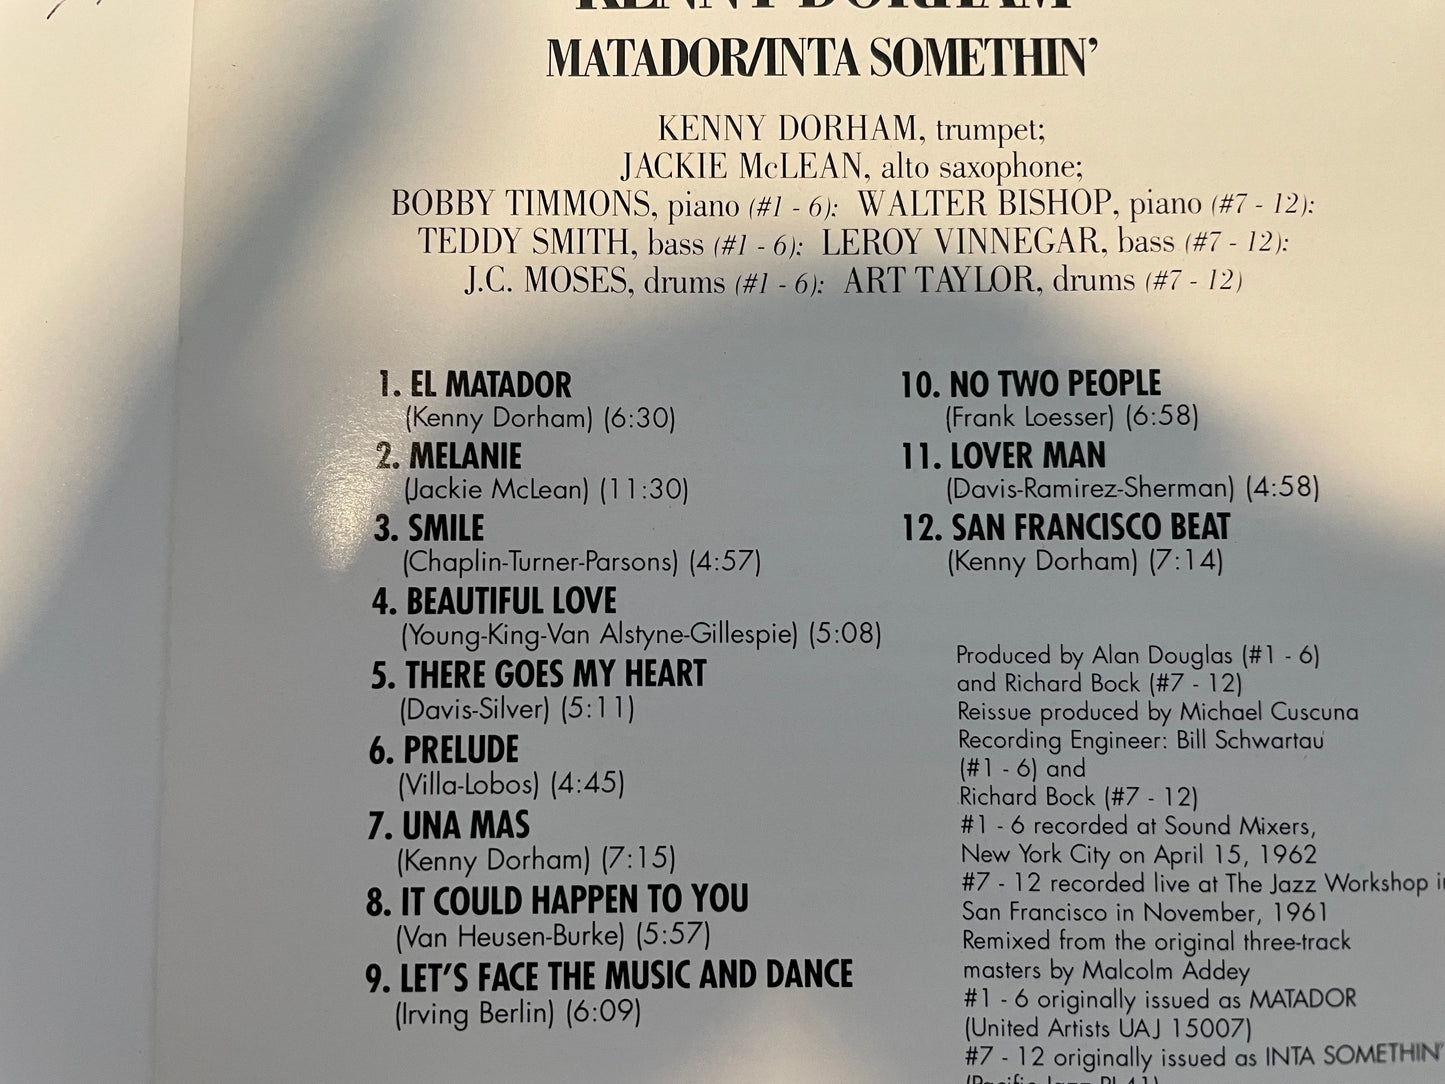 KENNY DORHAM
MATADOR/INTA SOMETHIN'
KENNY DORHAM, trumpet;
JACKIE McLEAN, alto saxophone;
BOBBY TIMMONS, piano (#1 - 6): WALTER BISHOP, piano (#7 - 12):
TEDDY SMITH, bass (#1 - 6): LEROY VINNEGAR, bass (#7 - 12):
J.C. MOSES, drums (#1 - 6): ART TAYLOR, drums (#7 - 12)
1. EL MATADOR
(Kenny Dorham) (6:30)
2. MELANIE
(Jackie McLean) (11:30)
3. SMILE
(Chaplin-Turner-Parsons) (4:57)
4. BEAUTIFUL LOVE
(Young-King-Van Alstyne-Gillespie) (5:08)
5. THERE GOES MY HEART
(Davis-Silver) (5:11)
6. PRELUDE
(Villa-Lobos) (4:45)
7. UNA MAS
(Kenny Dorham) (7:15)
8. IT COULD HAPPEN TO YOU
(Van Heusen-Burke) (5:57)
9. LET'S FACE THE MUSIC AND DANCE
(Irving Berlin) (6:09)
10. NO TWO PEOPLE
(Frank Loesser) (6:58)
11. LOVER MAN
(Davis-Ramirez-Sherman) (4:58)
12. SAN FRANCISCO BEAT
(Kenny Dorham) (7:14)
Produced by Alan Douglas (#1 - 6)
and Richard Bock (#7 - 12)
Reissue produced by Michael Cuscuna
Recording Engineer: Bill Schwartau
(#1 - 6) and
Richard Bock (#7 - 12)
#1 - 6 recorded at Sound Mixers,
New York City on April 15, 1962
#7 - 12 recorded live at The Jazz Workshop in
San Francisco in November, 1961
Remixed from the original three-track
masters by Malcolm Addey
#1 - 6 originally issued as MATADOR
(United Artists UAJ 15007)
#7 - 12 originally issued as INTA SOMETHIN'
(Pacific Jazz PJ 41)